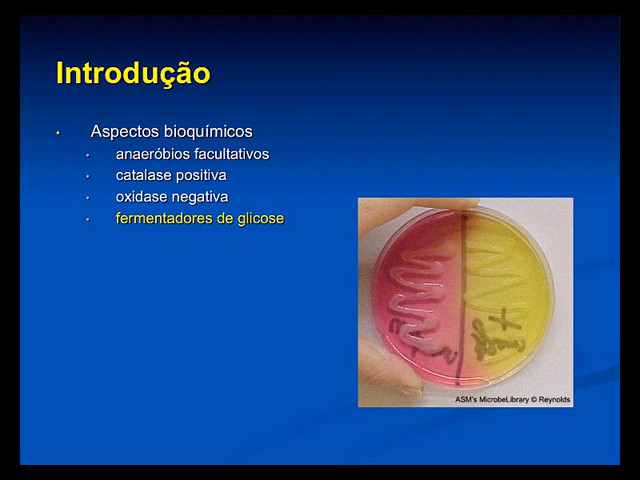 Introdução
Aspectos bioquímicos
anaeróbios facultativos
catalase positiva
oxidase negativa
fermentadores de glicose
ASM's MicrobeLibrary © Reynolds